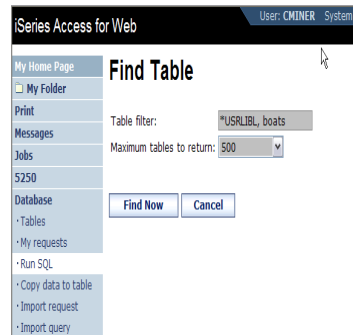 iSeries Access for Web
User: CMINER System
My Home Page
My Folder
Print
Messages
Jobs
5250
Database
·Tables
·My requests
·Run SQL
·Copy data to table
·Import request
·Import query
Find Table
Table filter: *USRLIBL, boats
Maximum tables to return: 500
Find Now Cancel